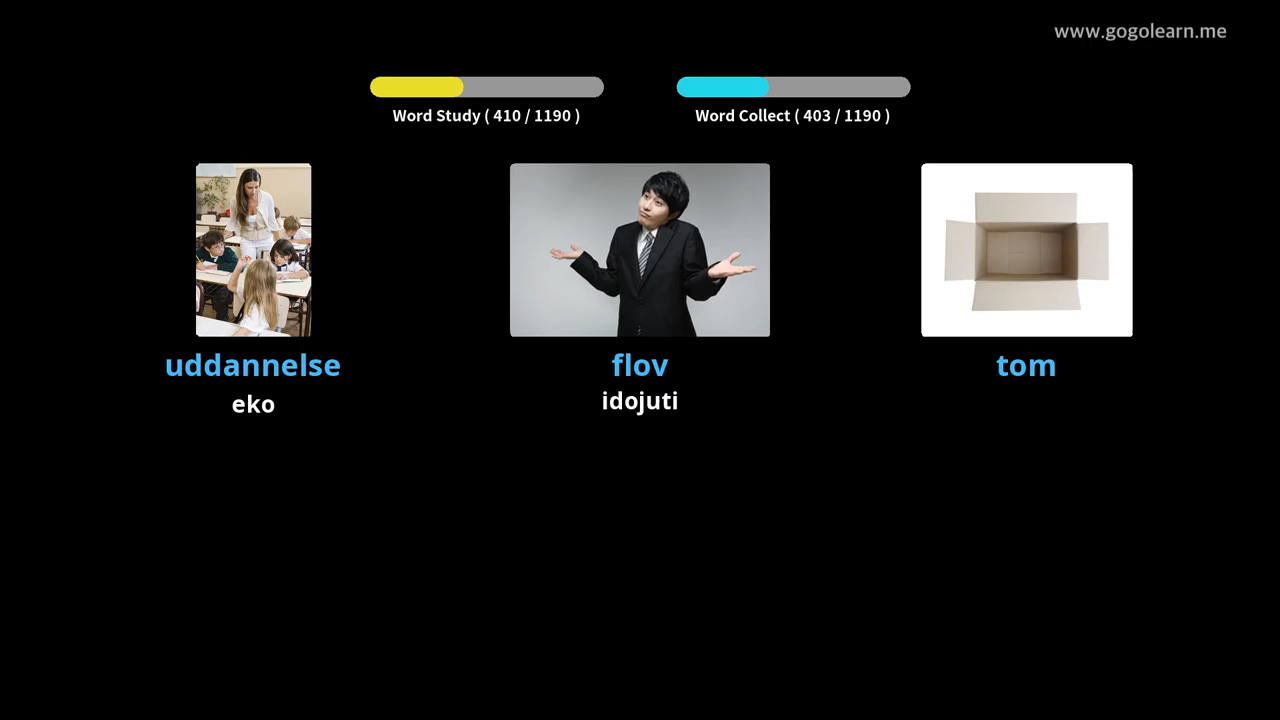 www.gogolearn.me
Word Study ( 410 / 1190 )
Word Collect ( 403 / 1190 )
uddannelse
flov
tom
eko
idojuti